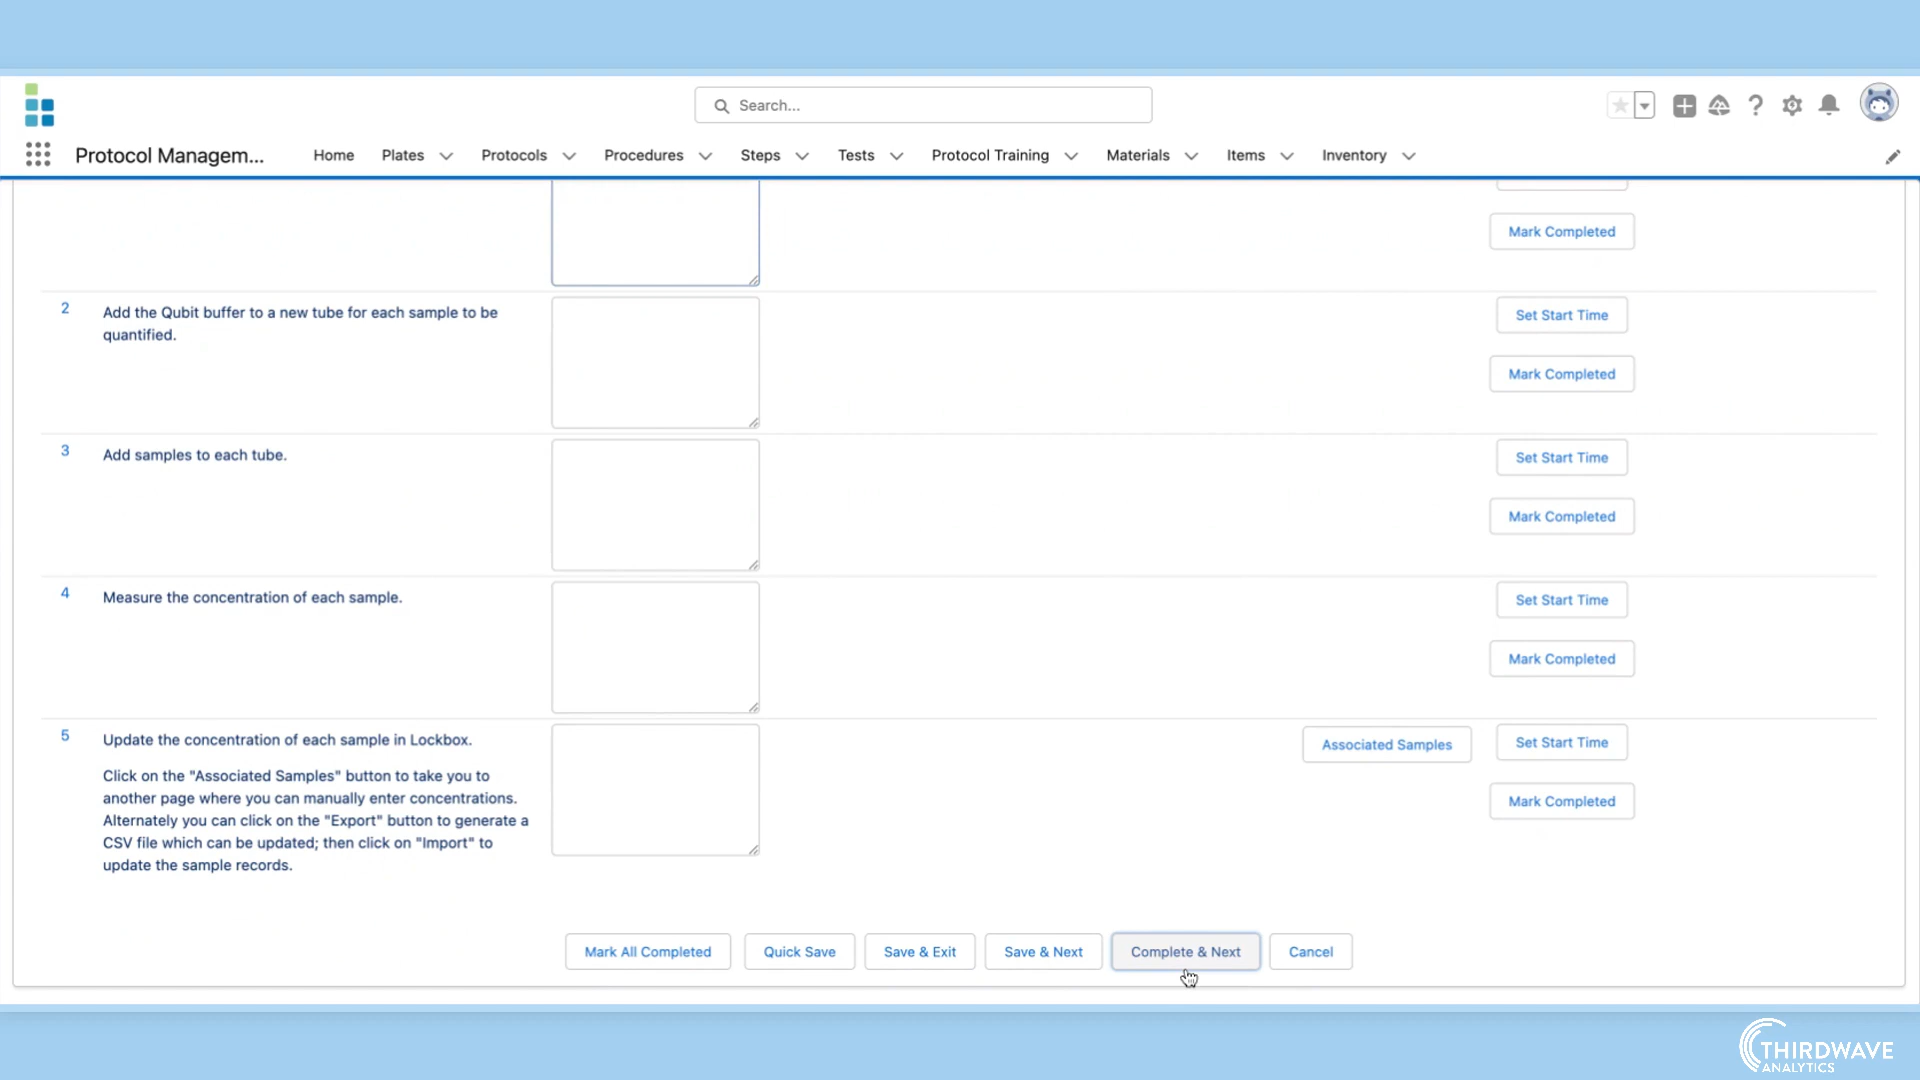 Search...
Protocol Managem...
Home
Plates
Protocols
Procedures
Steps
Tests
Protocol Training
Materials
Items
Inventory
Mark Completed
2
Add the Qubit buffer to a new tube for each sample to be
quantified.
Set Start Time
Mark Completed
3
Add samples to each tube.
Set Start Time
Mark Completed
4
Measure the concentration of each sample.
Set Start Time
Mark Completed
5
Update the concentration of each sample in Lockbox.
Click on the "Associated Samples" button to take you to
another page where you can manually enter concentrations.
Alternately you can click on the "Export" button to generate a
CSV file which can be updated; then click on "Import" to
update the sample records.
Associated Samples
Set Start Time
Mark Completed
Mark All Completed
Quick Save
Save & Exit
Save & Next
Complete & Next
Cancel
THIRDWAVE
ANALYTICS